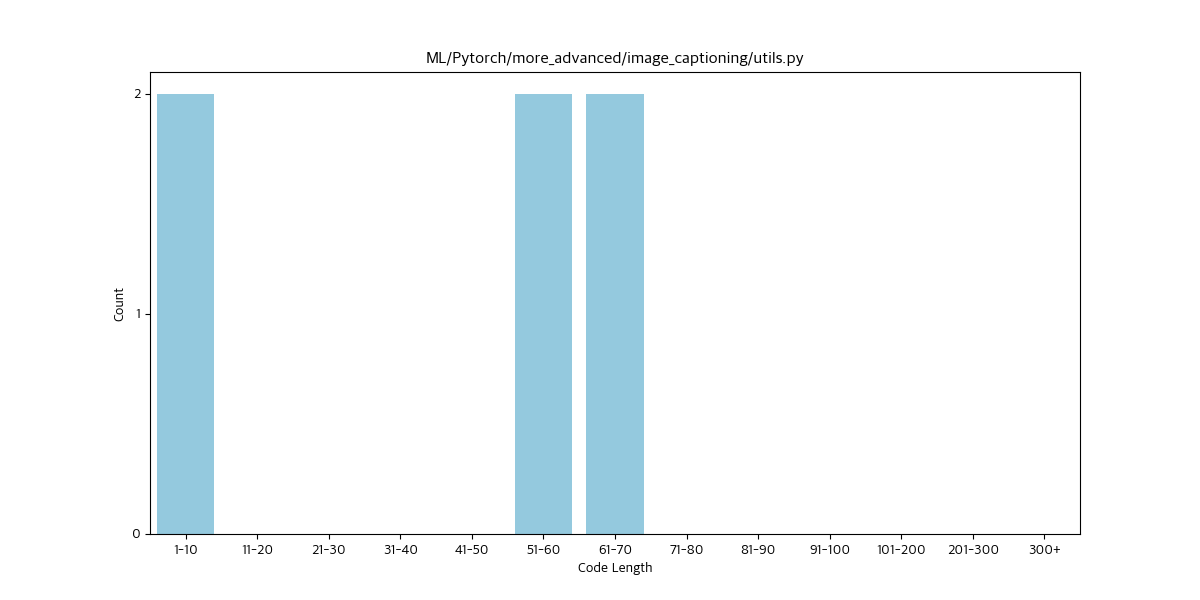 ML/Pytorch/more_advanced/image_captioning/utils.py
Count
2
1
0
1-10 11-20 21-30 31-40 41-50 51-60 61-70 71-80 81-90 91-100 101-200 201-300 300+
Code Length